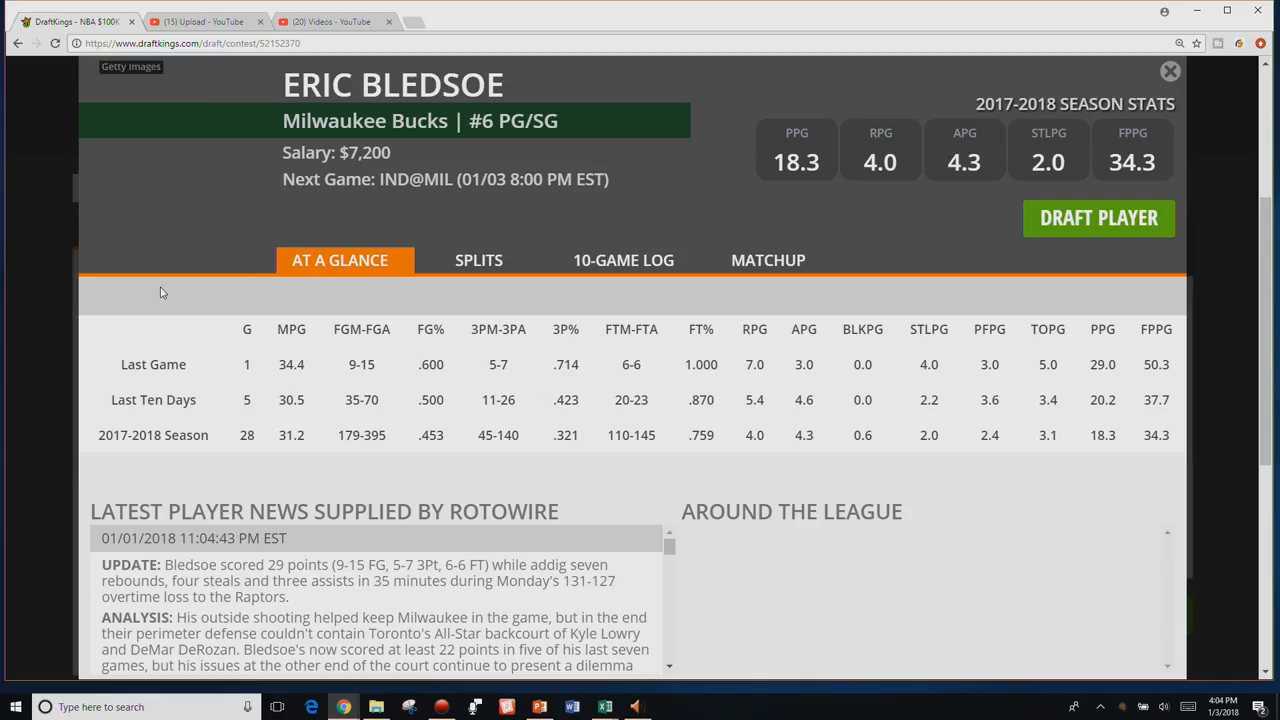 DraftKings - NBA $100K
(15) Upload - YouTube
(20) Videos - YouTube
https://www.draftkings.com/draft/contest/52152370
Getty Images
ERIC BLEDSOE
Milwaukee Bucks | #6 PG/SG
Salary: $7,200
Next Game: IND@MIL (01/03 8:00 PM EST)
2017-2018 SEASON STATS
PPG RPG APG STLPG FPPG
18.3 4.0 4.3 2.0 34.3
DRAFT PLAYER
AT A GLANCE SPLITS 10-GAME LOG MATCHUP
G MPG FGM-FGA FG% 3PM-3PA 3P% FTM-FTA FT% RPG APG BLKPG STLPG PFPG TOPG PPG FPPG
Last Game 1 34.4 9-15 .600 5-7 .714 6-6 1.000 7.0 3.0 0.0 4.0 3.0 5.0 29.0 50.3
Last Ten Days 5 30.5 35-70 .500 11-26 .423 20-23 .870 5.4 4.6 0.0 2.2 3.6 3.4 20.2 37.7
2017-2018 Season 28 31.2 179-395 .453 45-140 .321 110-145 .759 4.0 4.3 0.6 2.0 2.4 3.1 18.3 34.3
LATEST PLAYER NEWS SUPPLIED BY ROTOWIRE
01/01/2018 11:04:43 PM EST
UPDATE: Bledsoe scored 29 points (9-15 FG, 5-7 3Pt, 6-6 FT) while addig seven
rebounds, four steals and three assists in 35 minutes during Monday's 131-127
overtime loss to the Raptors.
ANALYSIS: His outside shooting helped keep Milwaukee in the game, but in the end
their perimeter defense couldn't contain Toronto's All-Star backcourt of Kyle Lowry
and DeMar DeRozan. Bledsoe's now scored at least 22 points in five of his last seven
games, but his issues at the other end of the court continue to present a dilemma
AROUND THE LEAGUE
Type here to search
4:04 PM
1/3/2018
2